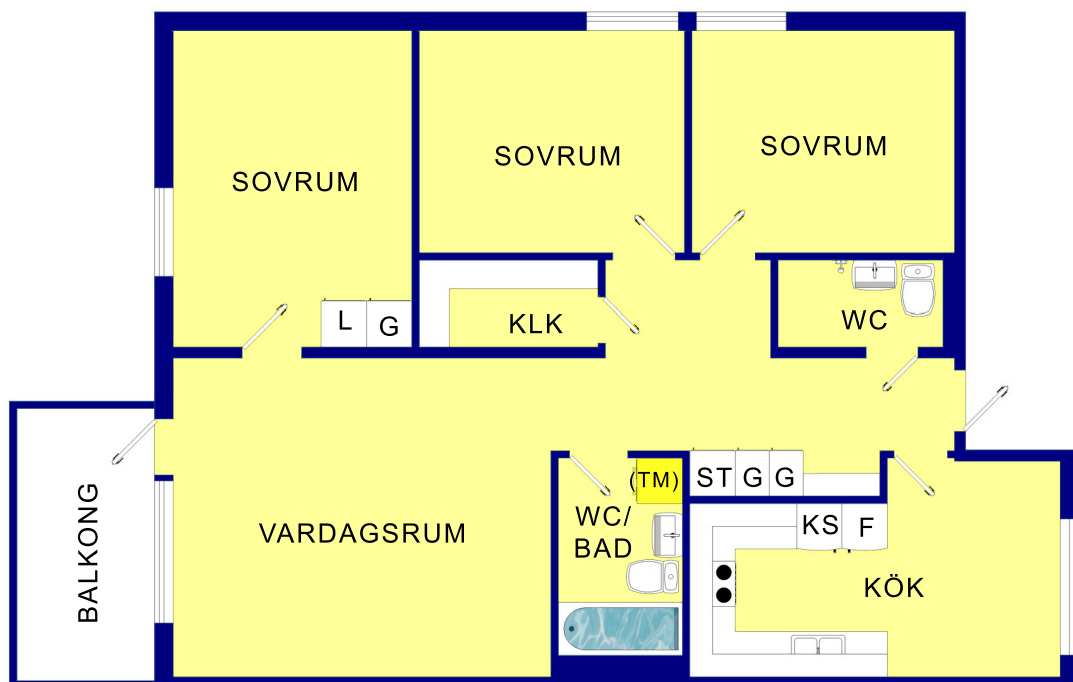 SOVRUM
SOVRUM
SOVRUM
L
G
KLK
WC
BALKONG
VARDAGSRUM
(TM)
WC/
BAD
ST
G
G
KS
F
KÖK